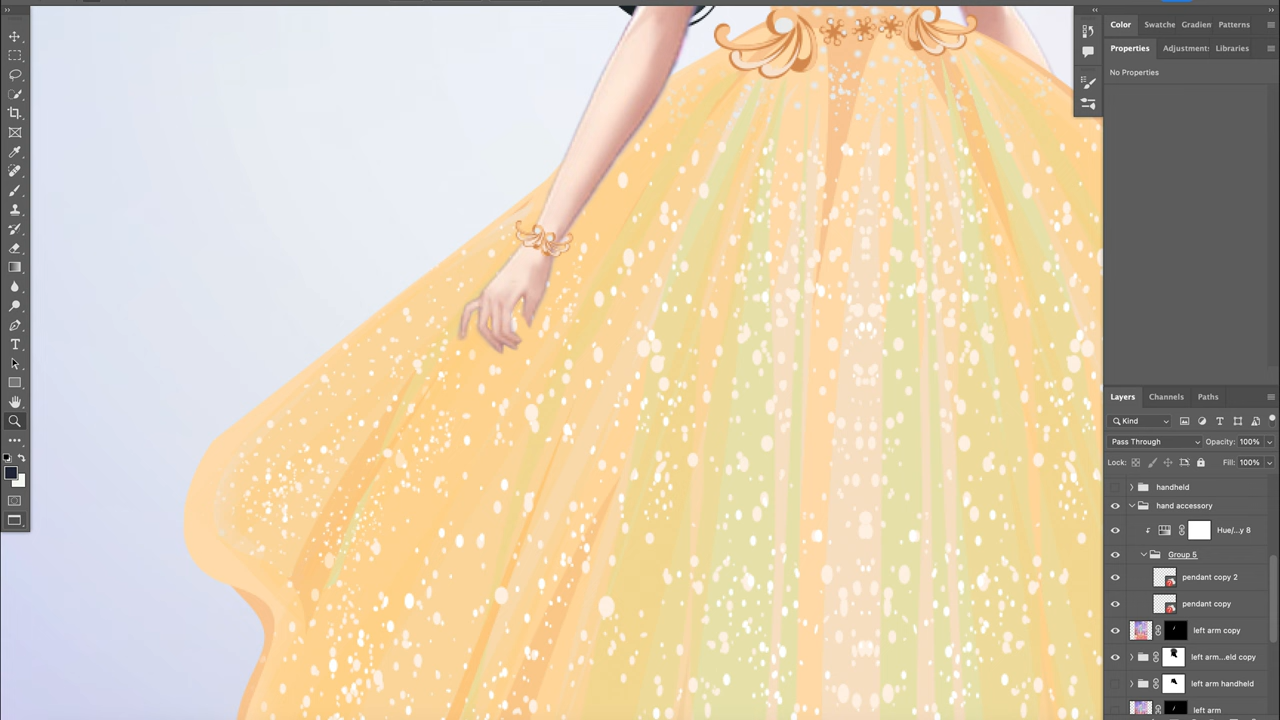 Color Swatche Gradien Patterns
Properties Adjustment: Libraries
No Properties
Layers Channels Paths
Kind
Pass Through Opacity: 100%
Lock: Fill: 100%
handheld
hand accessory
Hue/...y 8
Group 5
pendant copy 2
pendant copy
left arm copy
left arm...eld copy
left arm handheld
left arm